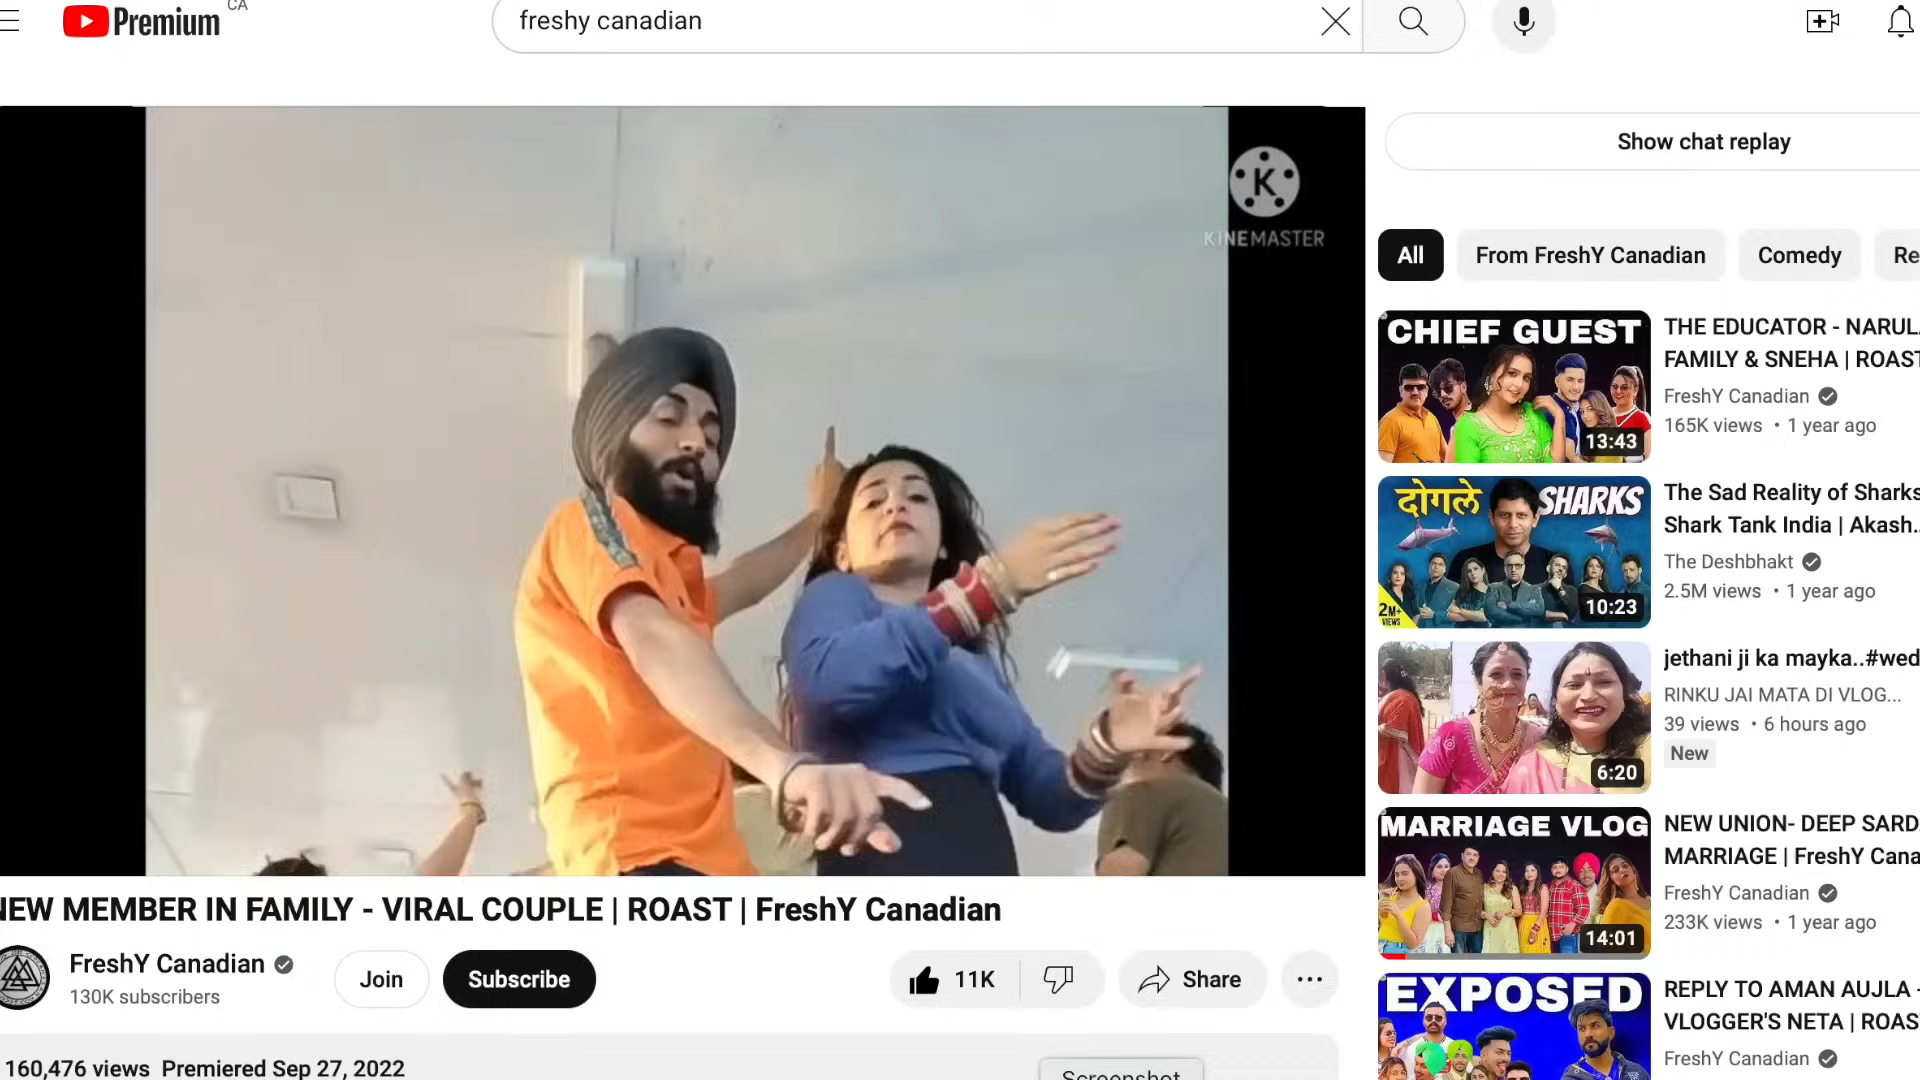 CA
Premium
freshy canadian
KINEMASTER
Show chat replay
All
From FreshY Canadian
Comedy
Re
CHIEF GUEST
13:43
THE EDUCATOR - NARUL
FAMILY & SNEHA | ROAST
FreshY Canadian
165K views • 1 year ago
दोगले
SHARKS
2M+
VIEWS
10:23
The Sad Reality of Sharks
Shark Tank India | Akash..
The Deshbhakt
2.5M views • 1 year ago
6:20
jethani ji ka mayka..#wed
RINKU JAI MATA DI VLOG...
39 views • 6 hours ago
New
MARRIAGE VLOG
14:01
NEW UNION- DEEP SARD
MARRIAGE | FreshY Cana
FreshY Canadian
233K views • 1 year ago
EXPOSED
REPLY TO AMAN AUJLA -
VLOGGER'S NETA | ROAS
FreshY Canadian
NEW MEMBER IN FAMILY - VIRAL COUPLE | ROAST | FreshY Canadian
FreshY Canadian
130K subscribers
Join
Subscribe
11K
Share
160,476 views Premiered Sep 27, 2022
Screenshot